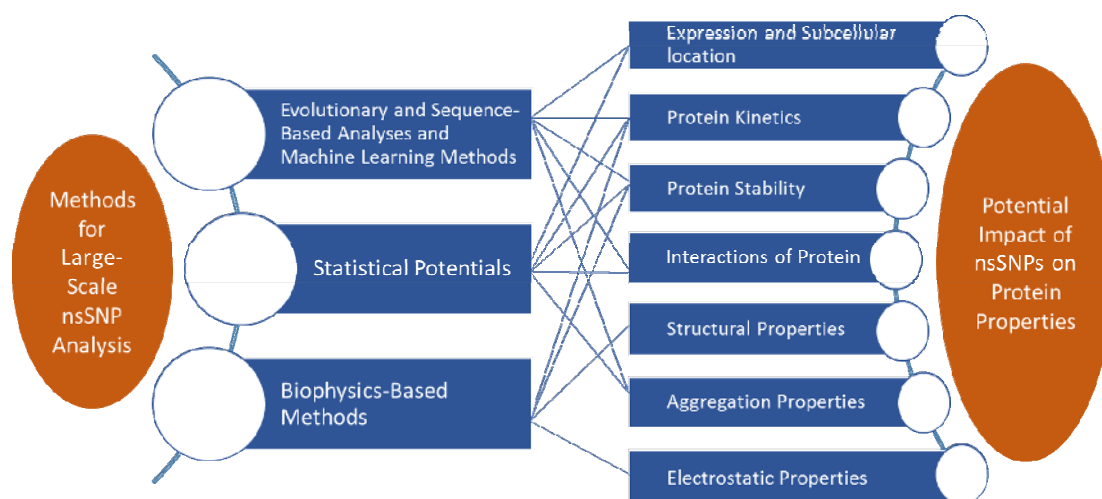 Methods
for
Large-
Scale
nsSNP
Analysis
Evolutionary and Sequence-
Based Analyses and
Machine Learning Methods
Statistical Potentials
Biophysics-Based
Methods
Expression and Subcellular
location
Protein Kinetics
Protein Stability
Interactions of Protein
Structural Properties
Aggregation Properties
Electrostatic Properties
Potential
Impact of
nsSNPs on
Protein
Properties